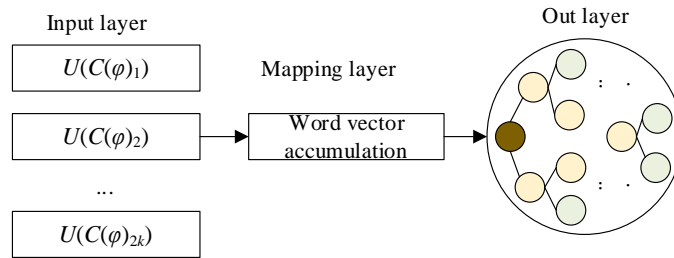 Input layer
U(C(φ)₁)
U(C(φ)₂)
...
U(C(φ)₂ₖ)
Mapping layer
Word vector
accumulation
Out layer
: .
: .